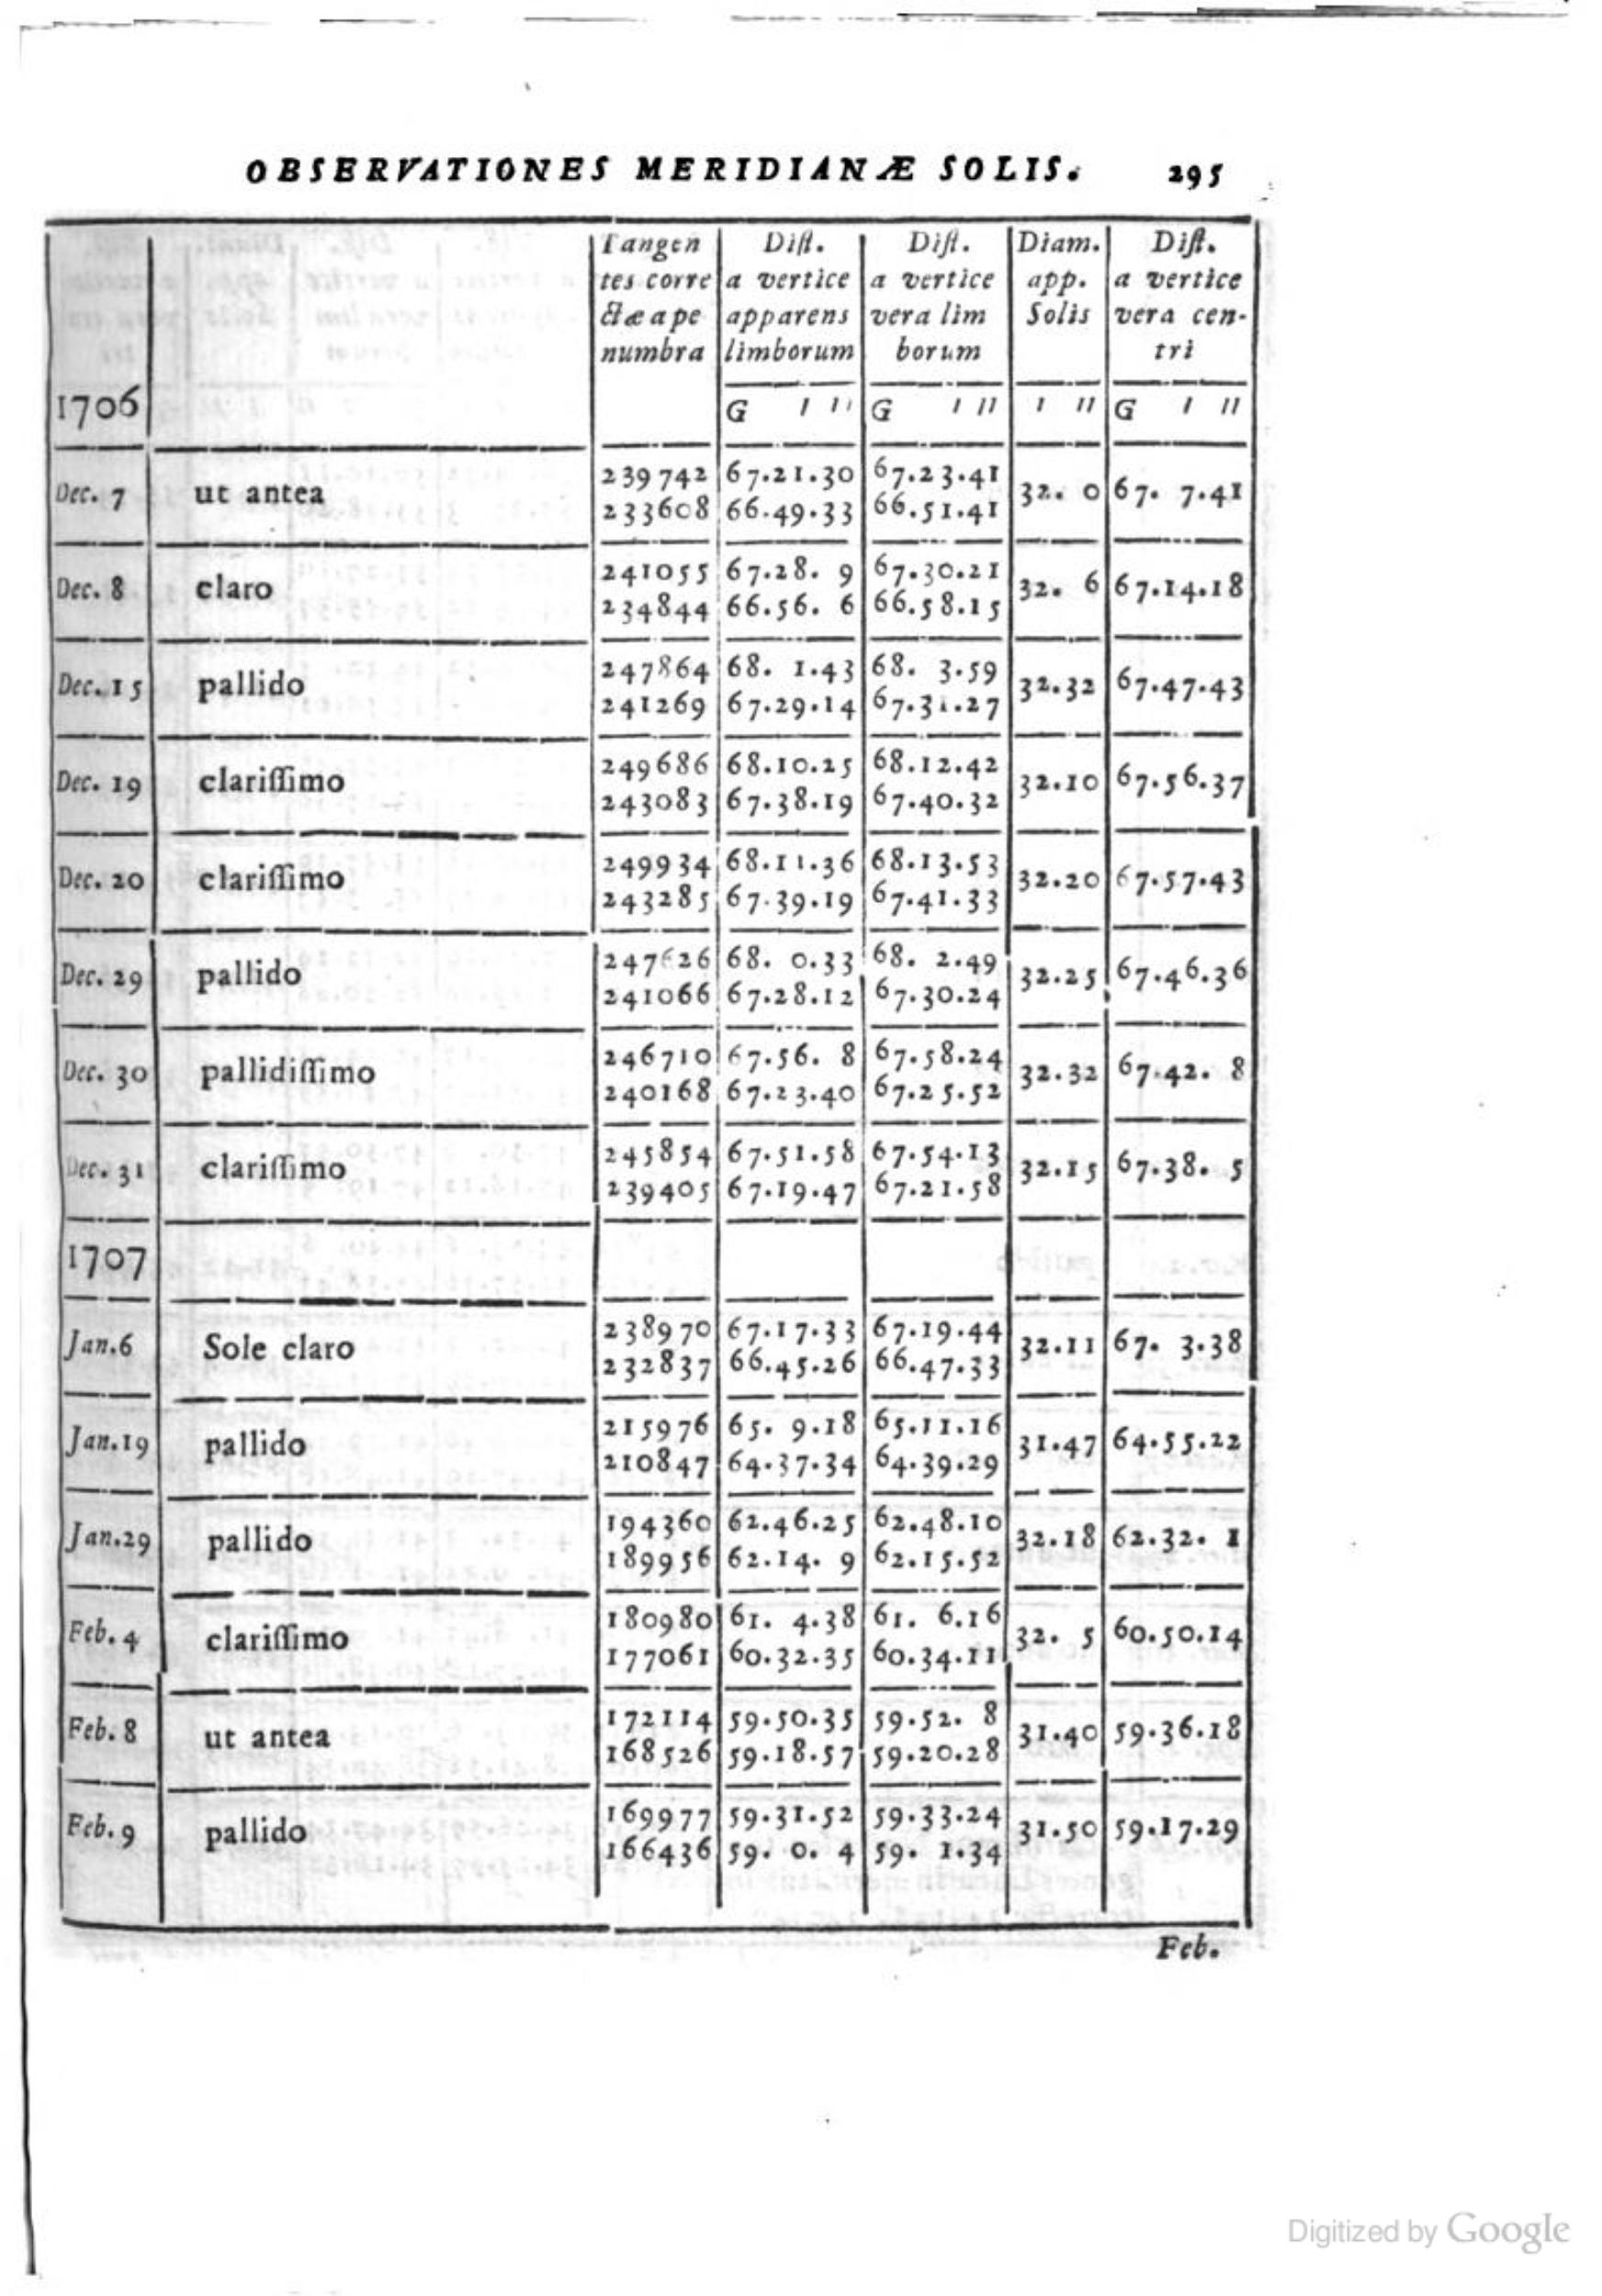 OBSERVATIONES MERIDIANÆ SOLIS. 295
Tangen Dist. Dist. Diam. Dist.
tes corre a vertice a vertice app. a vertice
ctæ a pe apparens vera lim Solis vera cen-
numbra limborum borum tri
1706 G ı ıı G ı ıı ı ıı G ı ıı
239742 67.21.30 67.23.41
Dec. 7 ut antea 32. 0 67. 7.41
233608 66.49.33 66.51.41
241055 67.28. 9 67.30.21
Dec. 8 claro 32. 6 67.14.18
234844 66.56. 6 66.58.15
247864 68. 1.43 68. 3.59
Dec. 15 pallido 32.32 67.47.43
241269 67.29.14 67.31.27
249686 68.10.25 68.12.42
Dec. 19 clarissimo 32.10 67.56.37
243083 67.38.19 67.40.32
249934 68.11.36 68.13.53
Dec. 20 clarissimo 32.20 67.57.43
243285 67.39.19 67.41.33
247626 68. 0.33 68. 2.49
Dec. 29 pallido 32.25 67.46.36
241066 67.28.12 67.30.24
246710 67.56. 8 67.58.24
Dec. 30 pallidissimo 32.32 67.42. 8
240168 67.23.40 67.25.52
245854 67.51.58 67.54.13
Dec. 31 clarissimo 32.15 67.38. 5
239405 67.19.47 67.21.58
1707
238970 67.17.33 67.19.44
Jan.6 Sole claro 32.11 67. 3.38
232837 66.45.26 66.47.33
215976 65. 9.18 65.11.16
Jan.19 pallido 31.47 64.55.22
210847 64.37.34 64.39.29
194360 62.46.25 62.48.10
Jan.29 pallido 32.18 62.32. 1
189956 62.14. 9 62.15.52
180980 61. 4.38 61. 6.16
Feb. 4 clarissimo 32. 5 60.50.14
177061 60.32.35 60.34.11
172114 59.50.35 59.52. 8
Feb. 8 ut antea 31.40 59.36.18
168526 59.18.57 59.20.28
169977 59.31.52 59.33.24
Feb. 9 pallido 31.50 59.17.29
166436 59. 0. 4 59. 1.34
Feb.
Digitized by Google